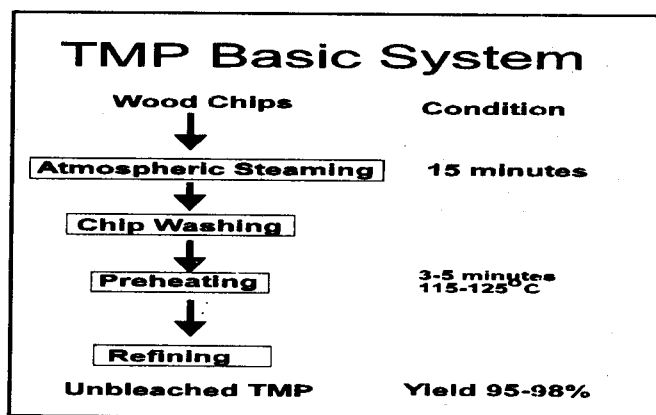 TMP Basic System
Wood Chips Condition
Atmospheric Steaming 15 minutes
Chip Washing
Preheating 3-5 minutes
115-125°C
Refining
Unbleached TMP Yield 95-98%